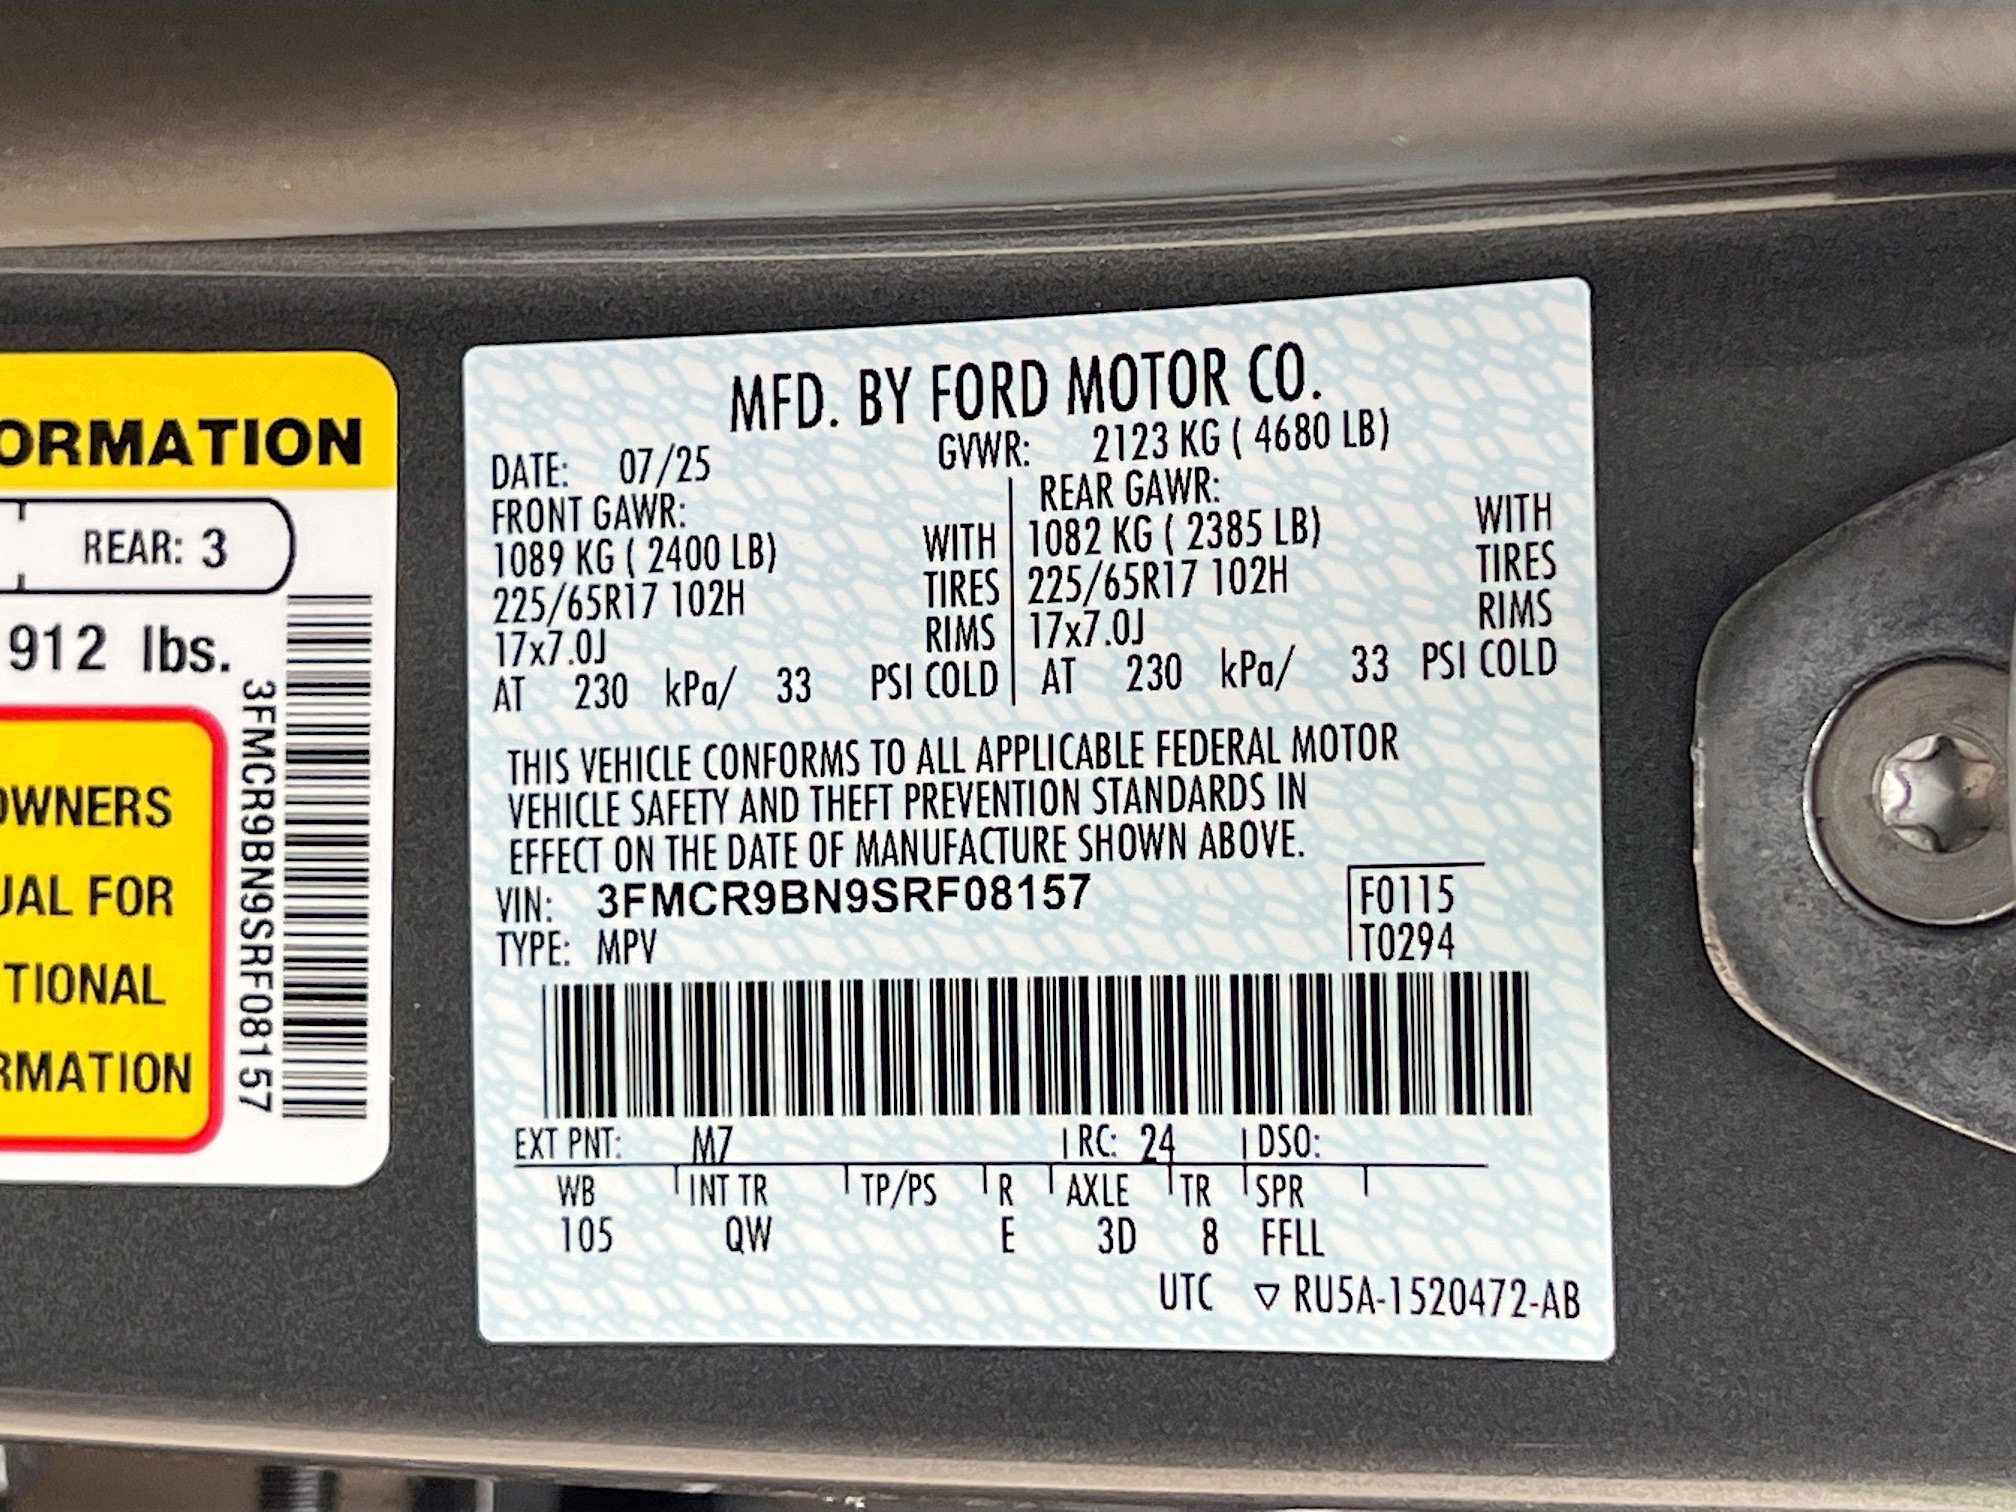 ORMATION
REAR: 3
912 lbs.
OWNERS
UAL FOR
TIONAL
RMATION
3FMCR9BN9SRF08157
MFD. BY FORD MOTOR CO.
DATE: 07/25 GVWR: 2123 KG ( 4680 LB)
FRONT GAWR: REAR GAWR:
1089 KG ( 2400 LB) WITH 1082 KG ( 2385 LB) WITH
225/65R17 102H TIRES 225/65R17 102H TIRES
17x7.0J RIMS 17x7.0J RIMS
AT 230 kPa/ 33 PSI COLD AT 230 kPa/ 33 PSI COLD
THIS VEHICLE CONFORMS TO ALL APPLICABLE FEDERAL MOTOR
VEHICLE SAFETY AND THEFT PREVENTION STANDARDS IN
EFFECT ON THE DATE OF MANUFACTURE SHOWN ABOVE.
VIN: 3FMCR9BN9SRF08157 F0115
TYPE: MPV T0294
EXT PNT: M7 RC: 24 DSO:
WB INT TR TP/PS R AXLE TR SPR
105 QW E 3D 8 FFLL
UTC ▽ RU5A-1520472-AB